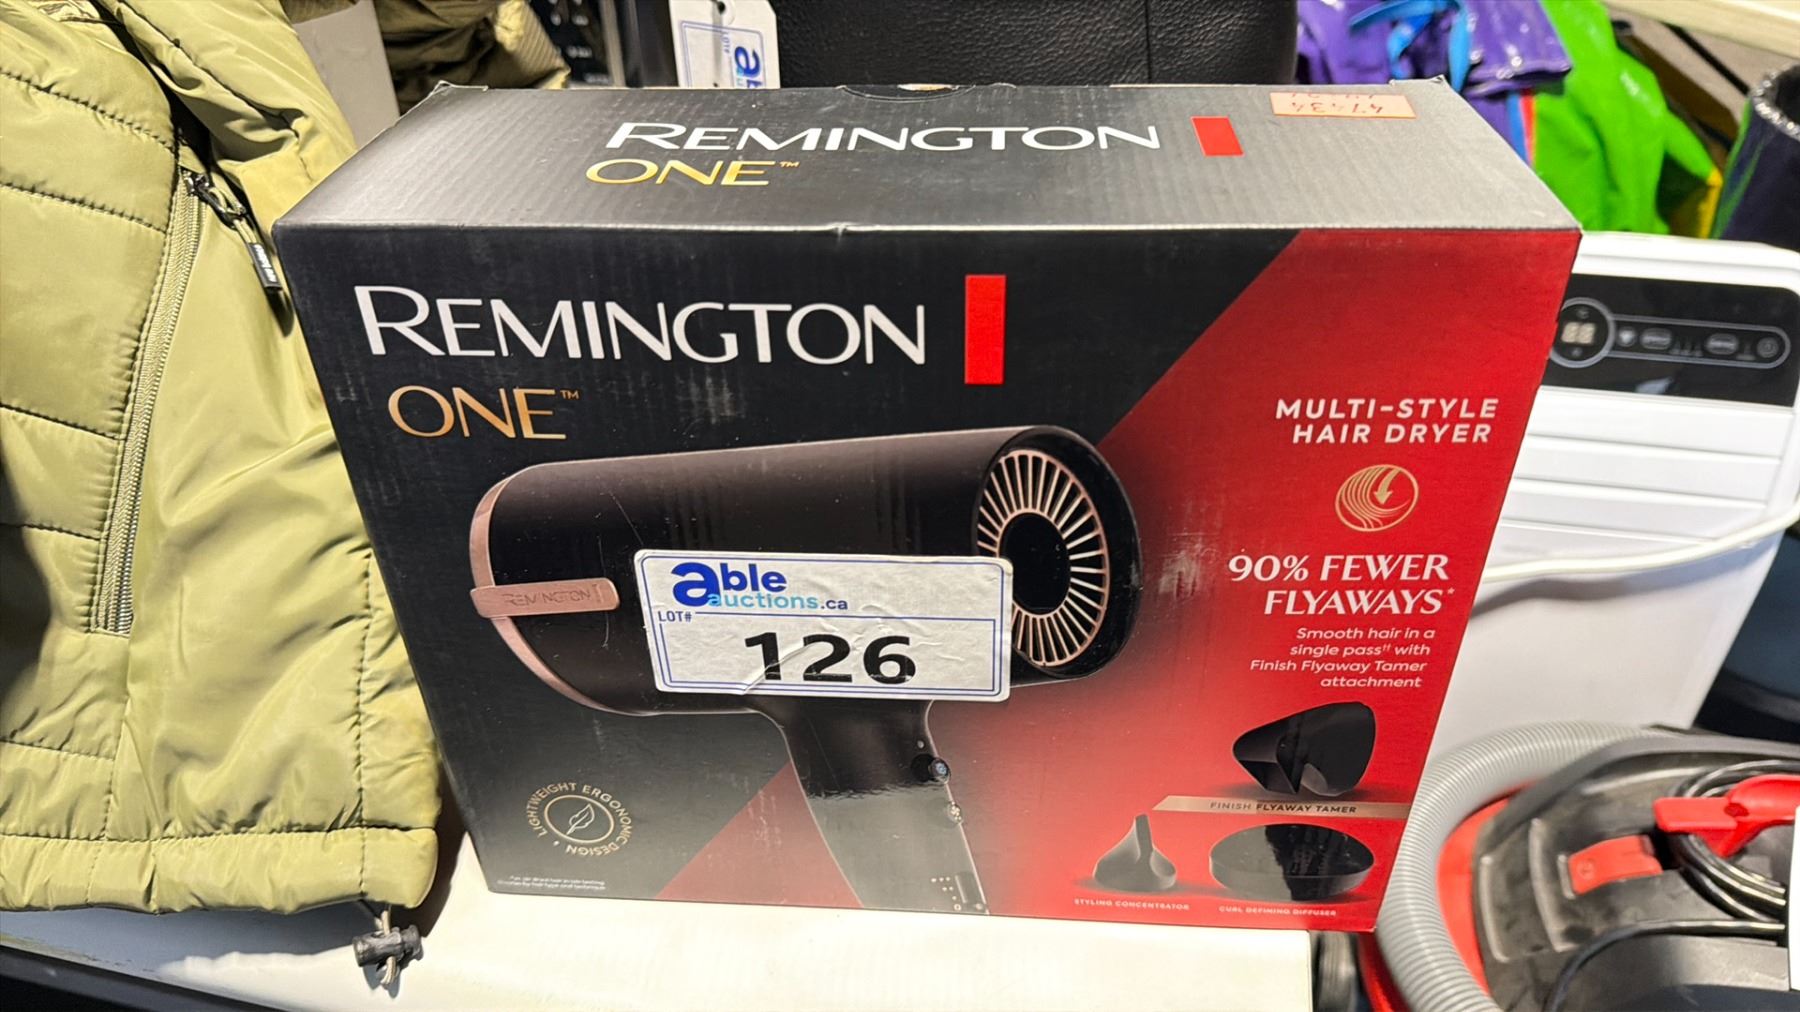 REMINGTON
ONE™
47434
REMINGTON
ONE™
MULTI-STYLE
HAIR DRYER
90% FEWER
FLYAWAYS*
Smooth hair in a
single pass†† with
Finish Flyaway Tamer
attachment
REMINGTON
able
auctions.ca
LOT#
126
FINISH FLYAWAY TAMER
STYLING CONCENTRATOR
CURL DEFINING DIFFUSER
LIGHTWEIGHT ERGONOMIC DESIGN